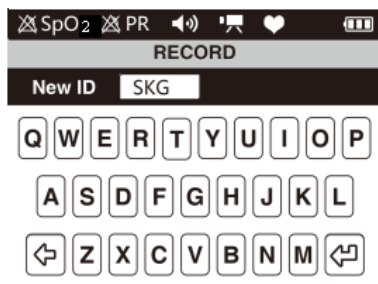 SpO2 PR
RECORD
New ID SKG
Q W E R T Y U I O P
A S D F G H J K L
Z X C V B N M